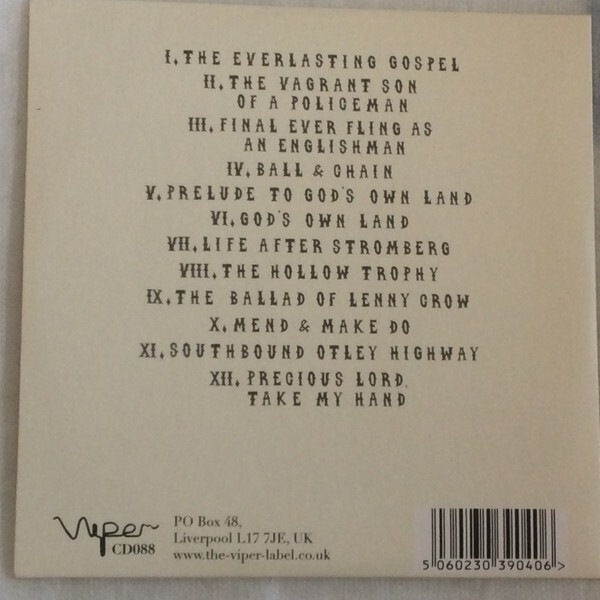 I. THE EVERLASTING GOSPEL
II. THE VAGRANT SON
OF A POLICEMAN
III. FINAL EVER FLING AS
AN ENGLISHMAN
IV. BALL & CHAIN
V. PRELUDE TO GOD'S OWN LAND
VI. GOD'S OWN LAND
VII. LIFE AFTER STROMBERG
VIII. THE HOLLOW TROPHY
IX. THE BALLAD OF LENNY CROW
X. MEND & MAKE DO
XI. SOUTHBOUND OTLEY HIGHWAY
XII. PRECIOUS LORD,
TAKE MY HAND
Viper
CD088
PO Box 48,
Liverpool L17 7JE, UK
www.the-viper-label.co.uk
5 060230 390406 >